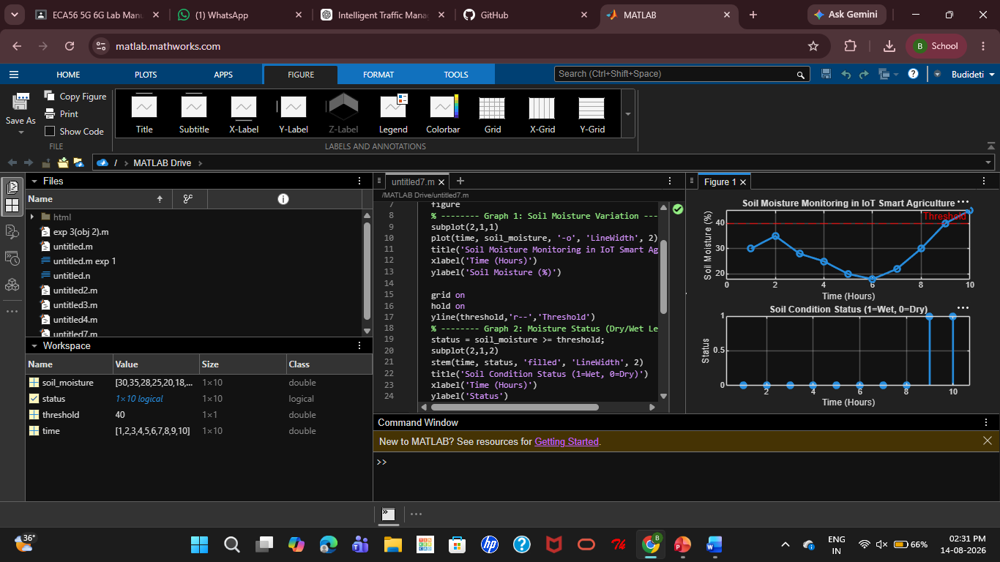 ECA56 5G 6G Lab Manu
(1) WhatsApp
Intelligent Traffic Mana
GitHub
MATLAB
Ask Gemini
matlab.mathworks.com
B School
HOME PLOTS APPS FIGURE FORMAT TOOLS
Search (Ctrl+Shift+Space)
Budideti
Save As
Copy Figure
Print
Show Code
FILE
Title Subtitle X-Label Y-Label Z-Label Legend Colorbar Grid X-Grid Y-Grid
LABELS AND ANNOTATIONS
/ MATLAB Drive
Files
Name
html
exp 3(obj 2).m
untitled.m
untitled.m exp 1
untitled.n
untitled2.m
untitled3.m
untitled4.m
untitled7.m
Workspace
Name Value Size Class
soil_moisture [30,35,28,25,20,18,... 1×10 double
status 1×10 logical 1×10 logical
threshold 40 1×1 double
time [1,2,3,4,5,6,7,8,9,10] 1×10 double
untitled7.m
/MATLAB Drive/untitled7.m
7 figure
8 % -------- Graph 1: Soil Moisture Variation ---
9 subplot(2,1,1)
10 plot(time, soil_moisture, '-o', 'LineWidth', 2)
11 title('Soil Moisture Monitoring in IoT Smart Ag
12 xlabel('Time (Hours)')
13 ylabel('Soil Moisture (%)')
14
15 grid on
16 hold on
17 yline(threshold,'r--','Threshold')
18 % -------- Graph 2: Moisture Status (Dry/Wet Le
19 status = soil_moisture >= threshold;
20 subplot(2,1,2)
21 stem(time, status, 'filled', 'LineWidth', 2)
22 title('Soil Condition Status (1=Wet, 0=Dry)')
23 xlabel('Time (Hours)')
24 ylabel('Status')
Figure 1
Soil Moisture Monitoring in IoT Smart Agriculture
Threshold
Soil Moisture (%)
40
30
20
0 2 4 6 8 10
Time (Hours)
Soil Condition Status (1=Wet, 0=Dry)
Status
1
0.5
0
2 4 6 8 10
Time (Hours)
Command Window
New to MATLAB? See resources for Getting Started.
>>
36°
ENG
IN
66%
02:31 PM
14-08-2026